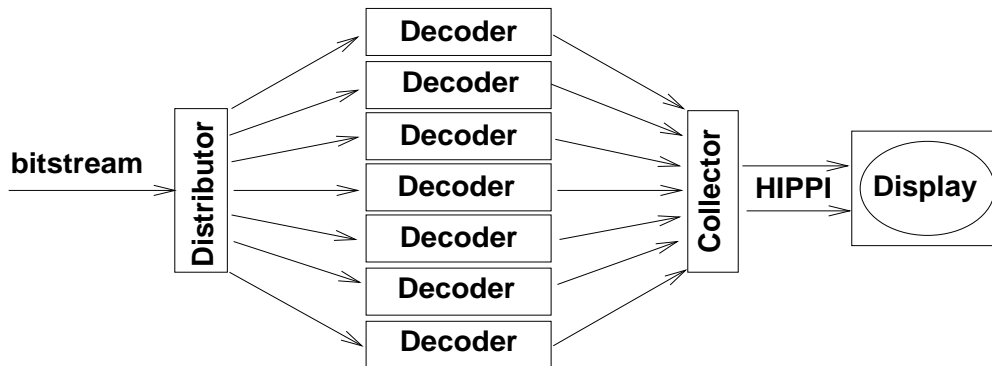 bitstream
Distributor
Decoder
Decoder
Decoder
Decoder
Decoder
Decoder
Decoder
Collector
HIPPI
Display